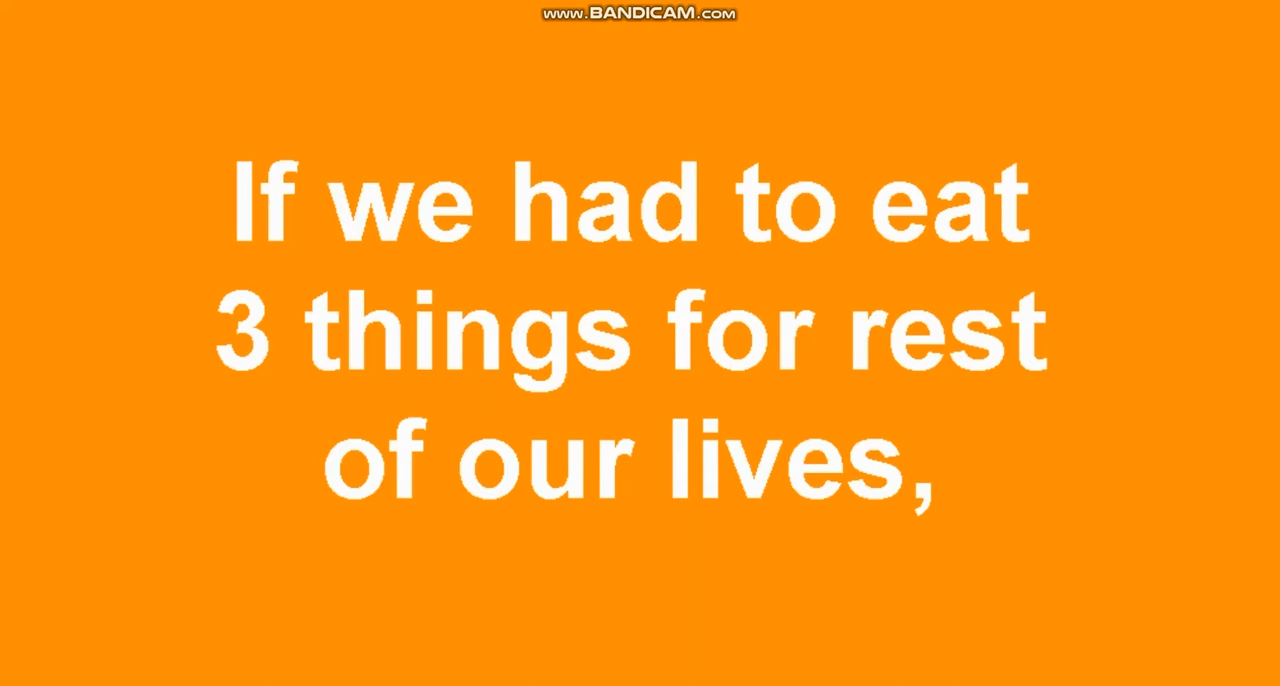 www.BANDICAM.com
If we had to eat
3 things for rest
of our lives,